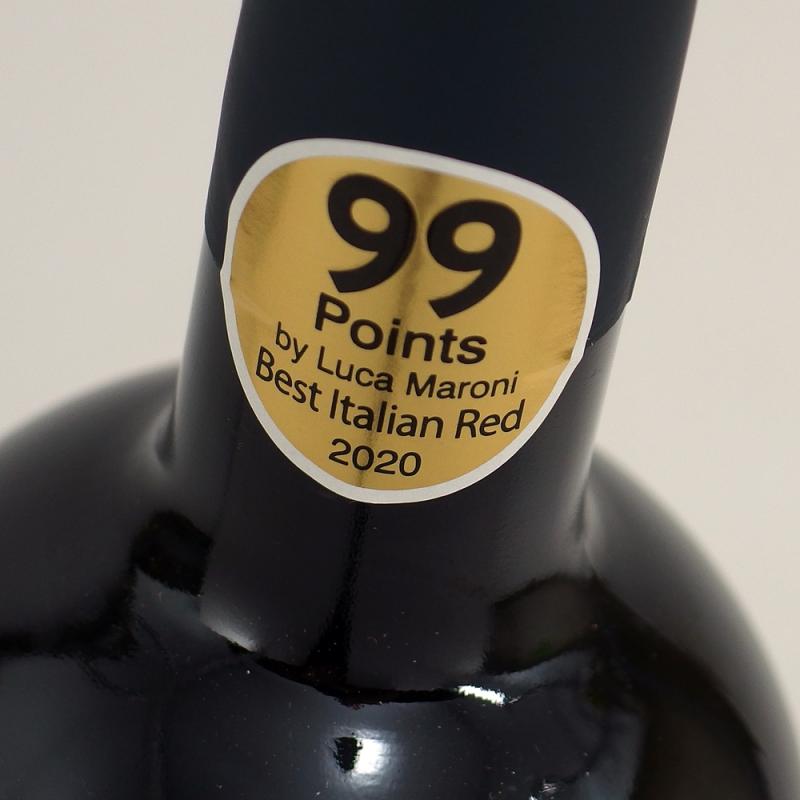 99
Points
by Luca Maroni
Best Italian Red
2020